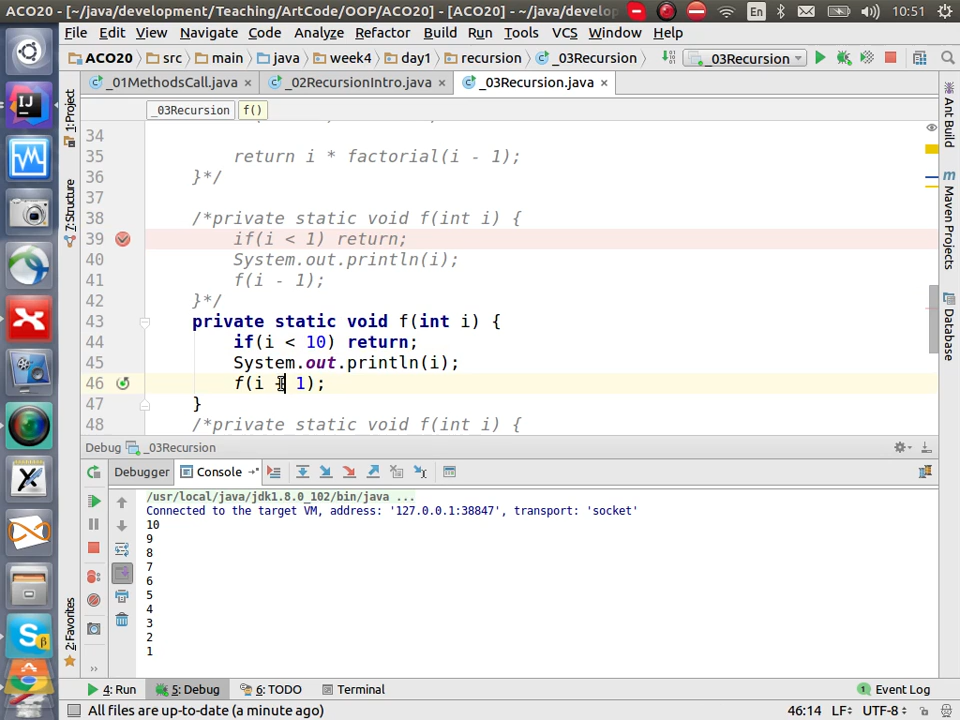 ACO20 – [~/java/development/Teaching/ArtCode/OOP/ACO20] - [ACO20] - ~/java/develop
En
10:51
File Edit View Navigate Code Analyze Refactor Build Run Tools VCS Window Help
ACO20 src main java week4 day1 recursion _03Recursion
_03Recursion
_01MethodsCall.java × _02RecursionIntro.java × _03Recursion.java ×
_03Recursion f()
34
35 return i * factorial(i - 1);
36 }*/
37
38 /*private static void f(int i) {
39 if(i < 1) return;
40 System.out.println(i);
41 f(i - 1);
42 }*/
43 private static void f(int i) {
44 if(i < 10) return;
45 System.out.println(i);
46 f(i 1);
47 }
48 /*private static void f(int i) {
1: Project
7: Structure
2: Favorites
Ant Build
Maven Projects
Database
Debug _03Recursion
Debugger Console
/usr/local/java/jdk1.8.0_102/bin/java ...
Connected to the target VM, address: '127.0.0.1:38847', transport: 'socket'
10
9
8
7
6
5
4
3
2
1
4: Run 5: Debug 6: TODO Terminal 1 Event Log
All files are up-to-date (a minute ago) 46:14 LF UTF-8